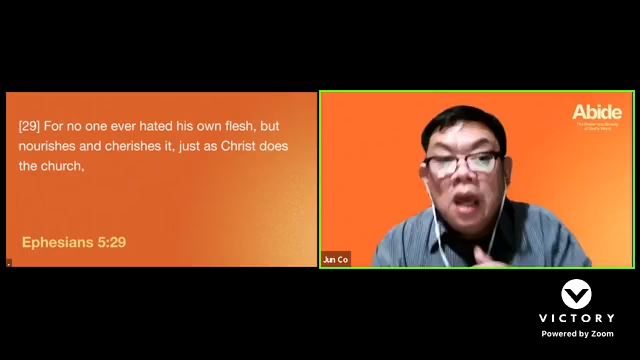 [29] For no one ever hated his own flesh, but
nourishes and cherishes it, just as Christ does
the church,
Ephesians 5:29
Abide
Jun Co
VICTORY
Powered by Zoom